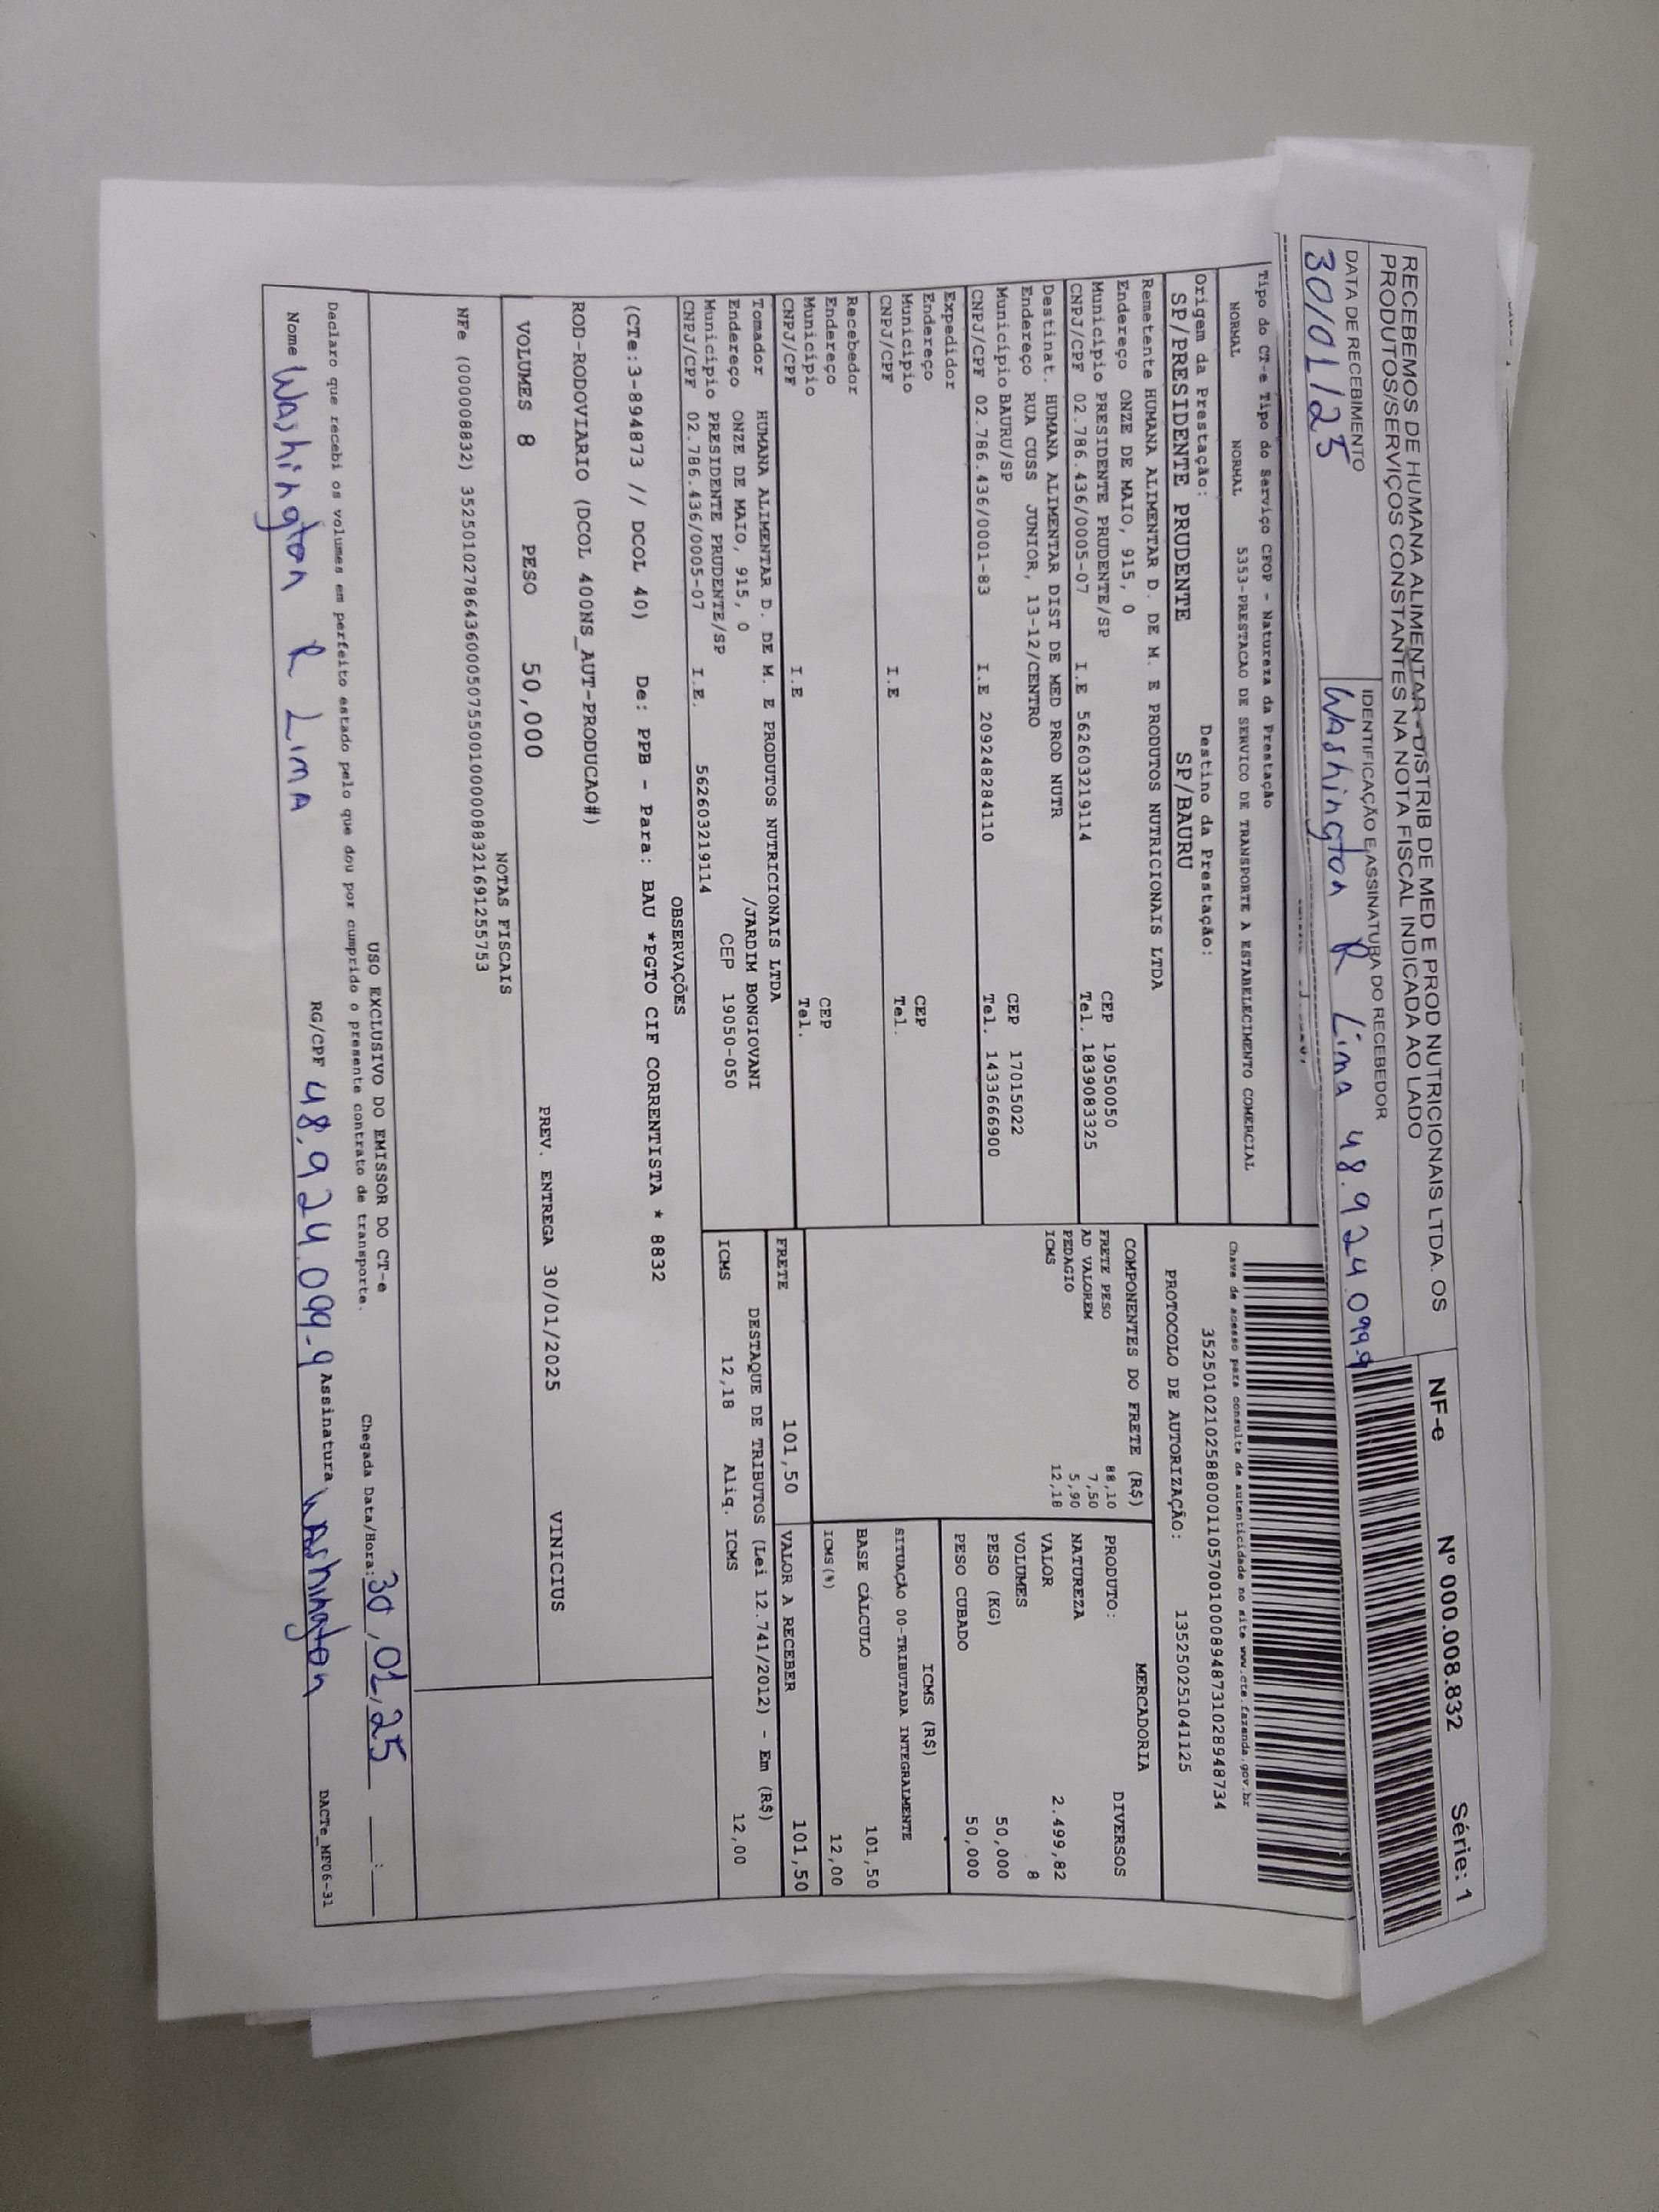 RECEBEMOS DE HUMANA ALIMENTAR - DISTRIB DE MED E PROD NUTRICIONAIS LTDA. OS
PRODUTOS/SERVIÇOS CONSTANTES NA NOTA FISCAL INDICADA AO LADO
NF-e Nº 000.008.832 Série: 1
DATA DE RECEBIMENTO
IDENTIFICAÇÃO E ASSINATURA DO RECEBEDOR
30/01/25
Washington R Lima 48.924.099-9
Tipo do CT-e Tipo do Serviço CFOP - Natureza da Prestação
NORMAL NORMAL 5353-PRESTACAO DE SERVICO DE TRANSPORTE A ESTABELECIMENTO COMERCIAL
Chave de acesso para consulta de autenticidade no site www.cte.fazenda.gov.br
35250102102588000110570010008948731028948734
Origem da Prestação: Destino da Prestação:
SP/PRESIDENTE PRUDENTE SP/BAURU
PROTOCOLO DE AUTORIZAÇÃO: 135250251041125
Remetente HUMANA ALIMENTAR D. DE M. E PRODUTOS NUTRICIONAIS LTDA
Endereço ONZE DE MAIO, 915, 0
Município PRESIDENTE PRUDENTE/SP CEP 19050050
CNPJ/CPF 02.786.436/0005-07 I.E 562603219114 Tel. 1839083325
Destinat. HUMANA ALIMENTAR DIST DE MED PROD NUTR
Endereço RUA CUSS JUNIOR, 13-12/CENTRO
Município BAURU/SP CEP 17015022
CNPJ/CPF 02.786.436/0001-83 I.E 209248284110 Tel. 1433666900
Expedidor
Endereço
Município CEP
CNPJ/CPF I.E Tel.
Recebedor
Endereço
Município CEP
CNPJ/CPF I.E Tel.
COMPONENTES DO FRETE (R$)
FRETE PESO 88,10
AD VALOREM 7,50
PEDAGIO 5,90
ICMS 12,18
MERCADORIA
PRODUTO: DIVERSOS
NATUREZA
VALOR 2.499,82
VOLUMES 8
PESO (KG) 50,000
PESO CUBADO 50,000
ICMS (R$)
SITUAÇÃO 00-TRIBUTADA INTEGRALMENTE
BASE CÁLCULO 101,50
ICMS (%) 12,00
Tomador HUMANA ALIMENTAR D. DE M. E PRODUTOS NUTRICIONAIS LTDA
Endereço ONZE DE MAIO, 915, 0 /JARDIM BONGIOVANI
Município PRESIDENTE PRUDENTE/SP CEP 19050-050
CNPJ/CPF 02.786.436/0005-07 I.E. 562603219114
FRETE 101,50 VALOR A RECEBER 101,50
DESTAQUE DE TRIBUTOS (Lei 12.741/2012) - Em (R$)
ICMS 12,18 Aliq. ICMS 12,00
OBSERVAÇÕES
(CTe:3-894873 // DCOL 40) De: PPB - Para: BAU *PGTO CIF CORRENTISTA * 8832
ROD-RODOVIARIO (DCOL 400NS_AUT-PRODUCAO#)
VOLUMES 8 PESO 50,000 PREV. ENTREGA 30/01/2025 VINICIUS
NOTAS FISCAIS
NFe (000008832) 35250102786436000507550010000088321691255753
USO EXCLUSIVO DO EMISSOR DO CT-e
Declaro que recebi os volumes em perfeito estado pelo que dou por cumprido o presente contrato de transporte.
Chegada Data/Hora: 30,01,25 __:__
Nome Washington R Lima RG/CPF 48.924.099-9 Assinatura Washington
DACTe_MF06-31